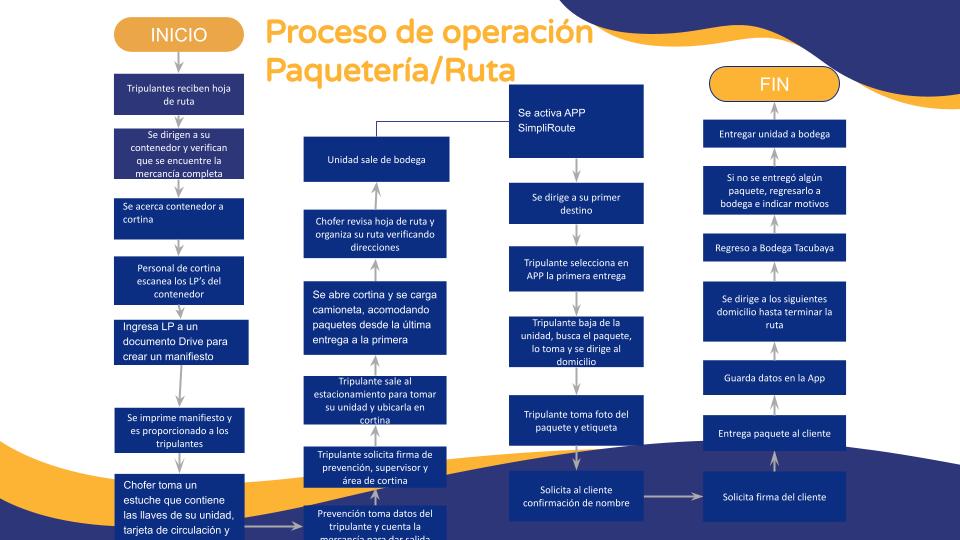 Proceso de operación
Paquetería/Ruta
INICIO
Tripulantes reciben hoja
de ruta
Se dirigen a su
contenedor y verifican
que se encuentre la
mercancía completa
Se acerca contenedor a
cortina
Personal de cortina
escanea los LP's del
contenedor
Ingresa LP a un
documento Drive para
crear un manifiesto
Se imprime manifiesto y
es proporcionado a los
tripulantes
Chofer toma un
estuche que contiene
las llaves de su unidad,
tarjeta de circulación y
Prevención toma datos del
tripulante y cuenta la
mercancía para dar salida
Tripulante solicita firma de
prevención, supervisor y
área de cortina
Tripulante sale al
estacionamiento para tomar
su unidad y ubicarla en
cortina
Se abre cortina y se carga
camioneta, acomodando
paquetes desde la última
entrega a la primera
Chofer revisa hoja de ruta y
organiza su ruta verificando
direcciones
Unidad sale de bodega
Se activa APP
SimpliRoute
Se dirige a su primer
destino
Tripulante selecciona en
APP la primera entrega
Tripulante baja de la
unidad, busca el paquete,
lo toma y se dirige al
domicilio
Tripulante toma foto del
paquete y etiqueta
Solicita al cliente
confirmación de nombre
Solicita firma del cliente
Entrega paquete al cliente
Guarda datos en la App
Se dirige a los siguientes
domicilio hasta terminar la
ruta
Regreso a Bodega Tacubaya
Si no se entregó algún
paquete, regresarlo a
bodega e indicar motivos
Entregar unidad a bodega
FIN